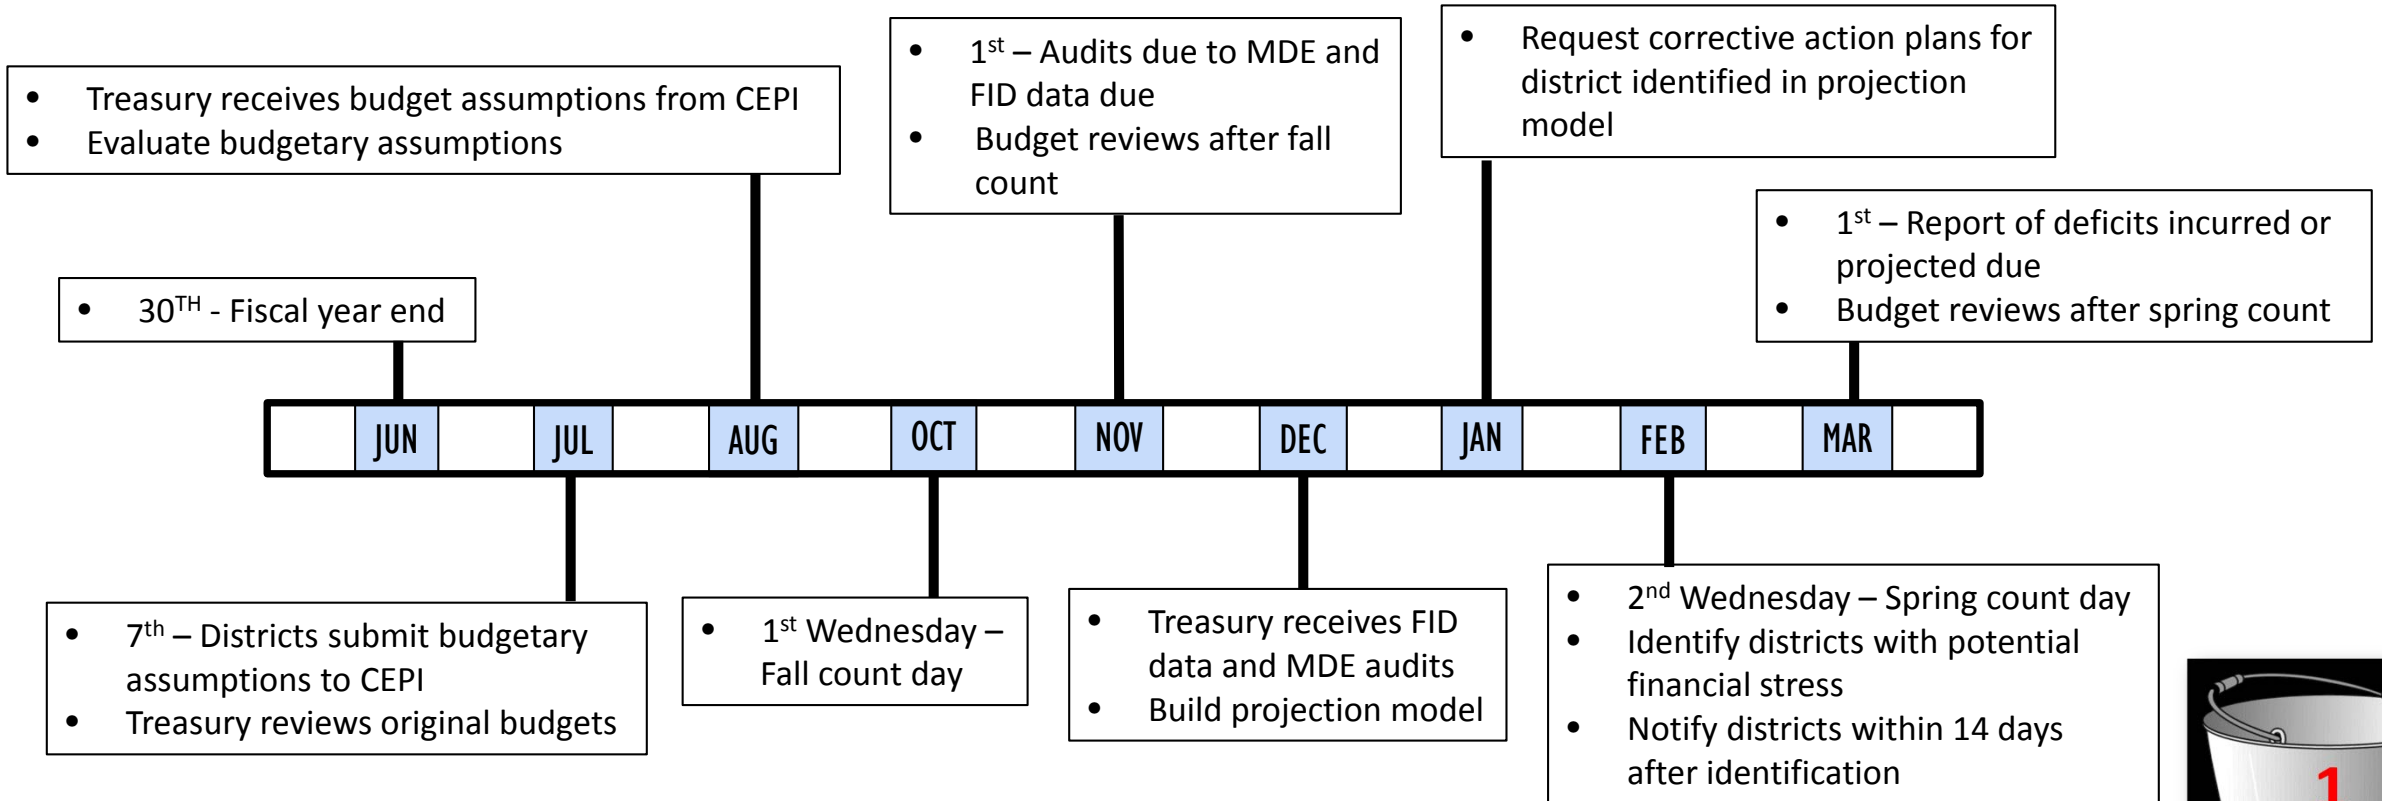 • Treasury receives budget assumptions from CEPI
• Evaluate budgetary assumptions
• 1st – Audits due to MDE and
FID data due
• Budget reviews after fall
count
• Request corrective action plans for
district identified in projection
model
• 30TH - Fiscal year end
• 1st – Report of deficits incurred or
projected due
• Budget reviews after spring count
JUN JUL AUG OCT NOV DEC JAN FEB MAR
• 7th – Districts submit budgetary
assumptions to CEPI
• Treasury reviews original budgets
• 1st Wednesday –
Fall count day
• Treasury receives FID
data and MDE audits
• Build projection model
• 2nd Wednesday – Spring count day
• Identify districts with potential
financial stress
• Notify districts within 14 days
after identification
1